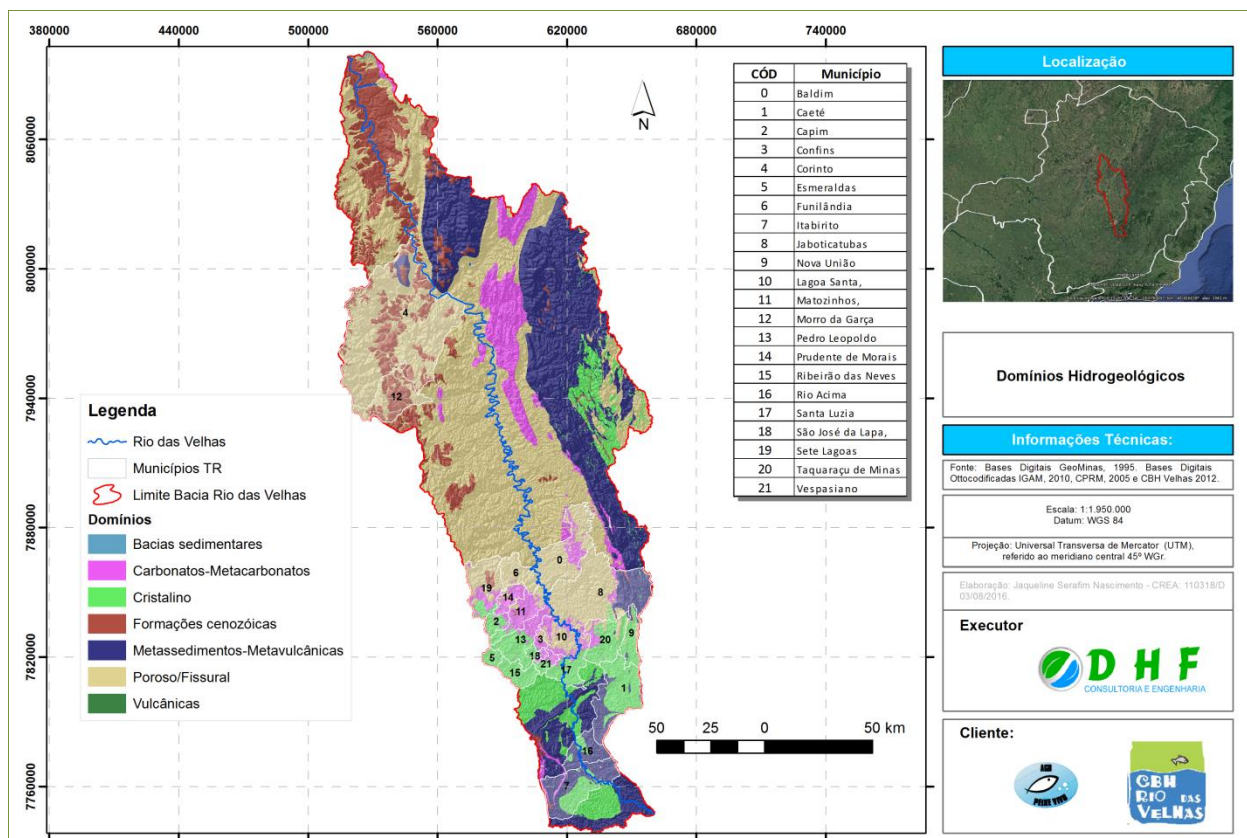 380000 440000 500000 560000 620000 680000 740000
8060000
8000000
7940000
7880000
7820000
7760000
N
CÓD Município
0 Baldim
1 Caeté
2 Capim
3 Confins
4 Corinto
5 Esmeraldas
6 Funilândia
7 Itabirito
8 Jaboticatubas
9 Nova União
10 Lagoa Santa,
11 Matozinhos,
12 Morro da Garça
13 Pedro Leopoldo
14 Prudente de Morais
15 Ribeirão das Neves
16 Rio Acima
17 Santa Luzia
18 São José da Lapa,
19 Sete Lagoas
20 Taquaraçu de Minas
21 Vespasiano
4
12
0
6
19
14
8
11
2
13
3
10
20
9
5
18
21
15
17
1
16
7
Legenda
Rio das Velhas
Municípios TR
Limite Bacia Rio das Velhas
Domínios
Bacias sedimentares
Carbonatos-Metacarbonatos
Cristalino
Formações cenozóicas
Metassedimentos-Metavulcânicas
Poroso/Fissural
Vulcânicas
50 25 0 50 km
Localização
Domínios Hidrogeológicos
Informações Técnicas:
Fonte: Bases Digitais GeoMinas, 1995. Bases Digitais
Ottocodificadas IGAM, 2010, CPRM, 2005 e CBH Velhas 2012.
Escala: 1:1.950.000
Datum: WGS 84
Projeção: Universal Transversa de Mercator (UTM),
referido ao meridiano central 45º WGr.
Elaboração: Jaqueline Serafim Nascimento - CREA: 110318/D
03/08/2016.
Executor
DHF
CONSULTORIA E ENGENHARIA
Cliente:
AGB
PEIXE VIVO
CBH
RIO DAS
VELHAS